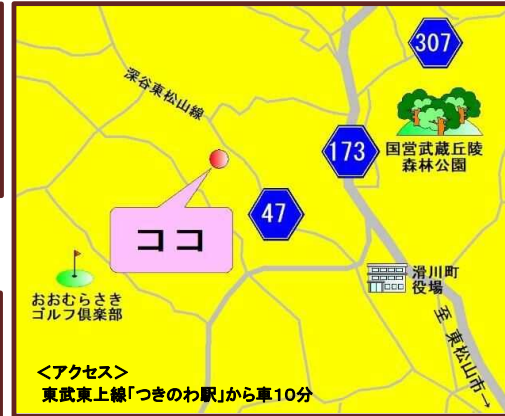 307
深谷東松山線
173
国営武蔵丘陵
森林公園
ココ
47
滑川町
役場
おおむらさき
ゴルフ倶楽部
至 東松山市→
<アクセス>
東武東上線「つきのわ駅」から車10分